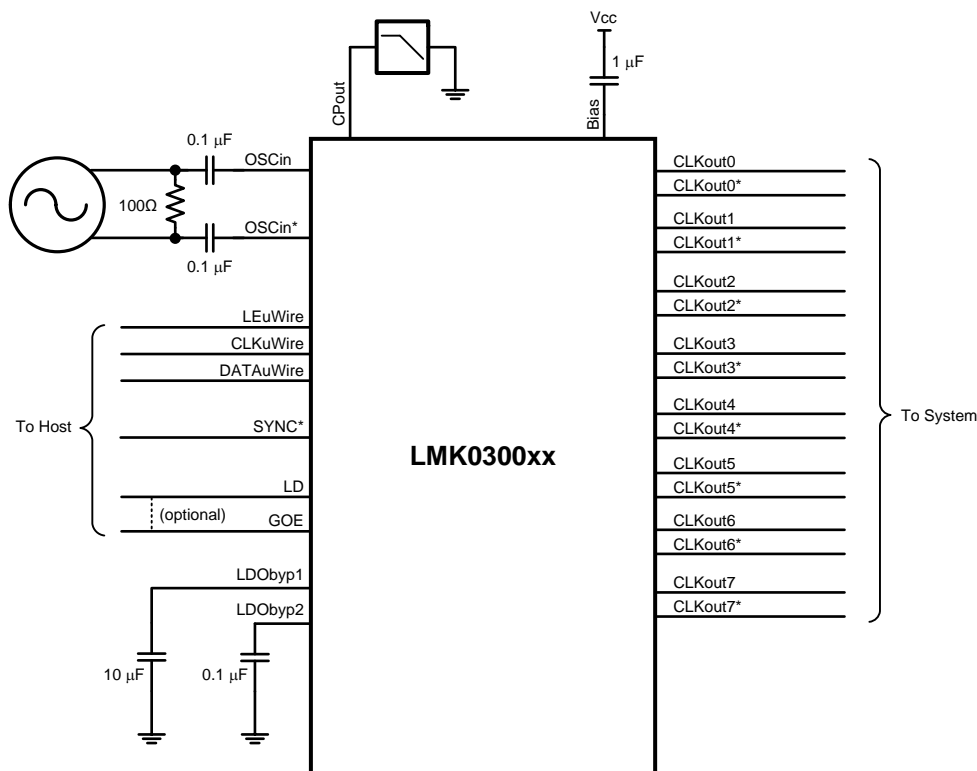 Vcc
1 μF
CPout
Bias
0.1 μF
OSCin
100Ω
OSCin*
0.1 μF
LEuWire
CLKuWire
DATAuWire
SYNC*
To Host
LD
(optional)
GOE
LDObyp1
LDObyp2
10 μF
0.1 μF
LMK0300xx
CLKout0
CLKout0*
CLKout1
CLKout1*
CLKout2
CLKout2*
CLKout3
CLKout3*
CLKout4
CLKout4*
CLKout5
CLKout5*
CLKout6
CLKout6*
CLKout7
CLKout7*
To System